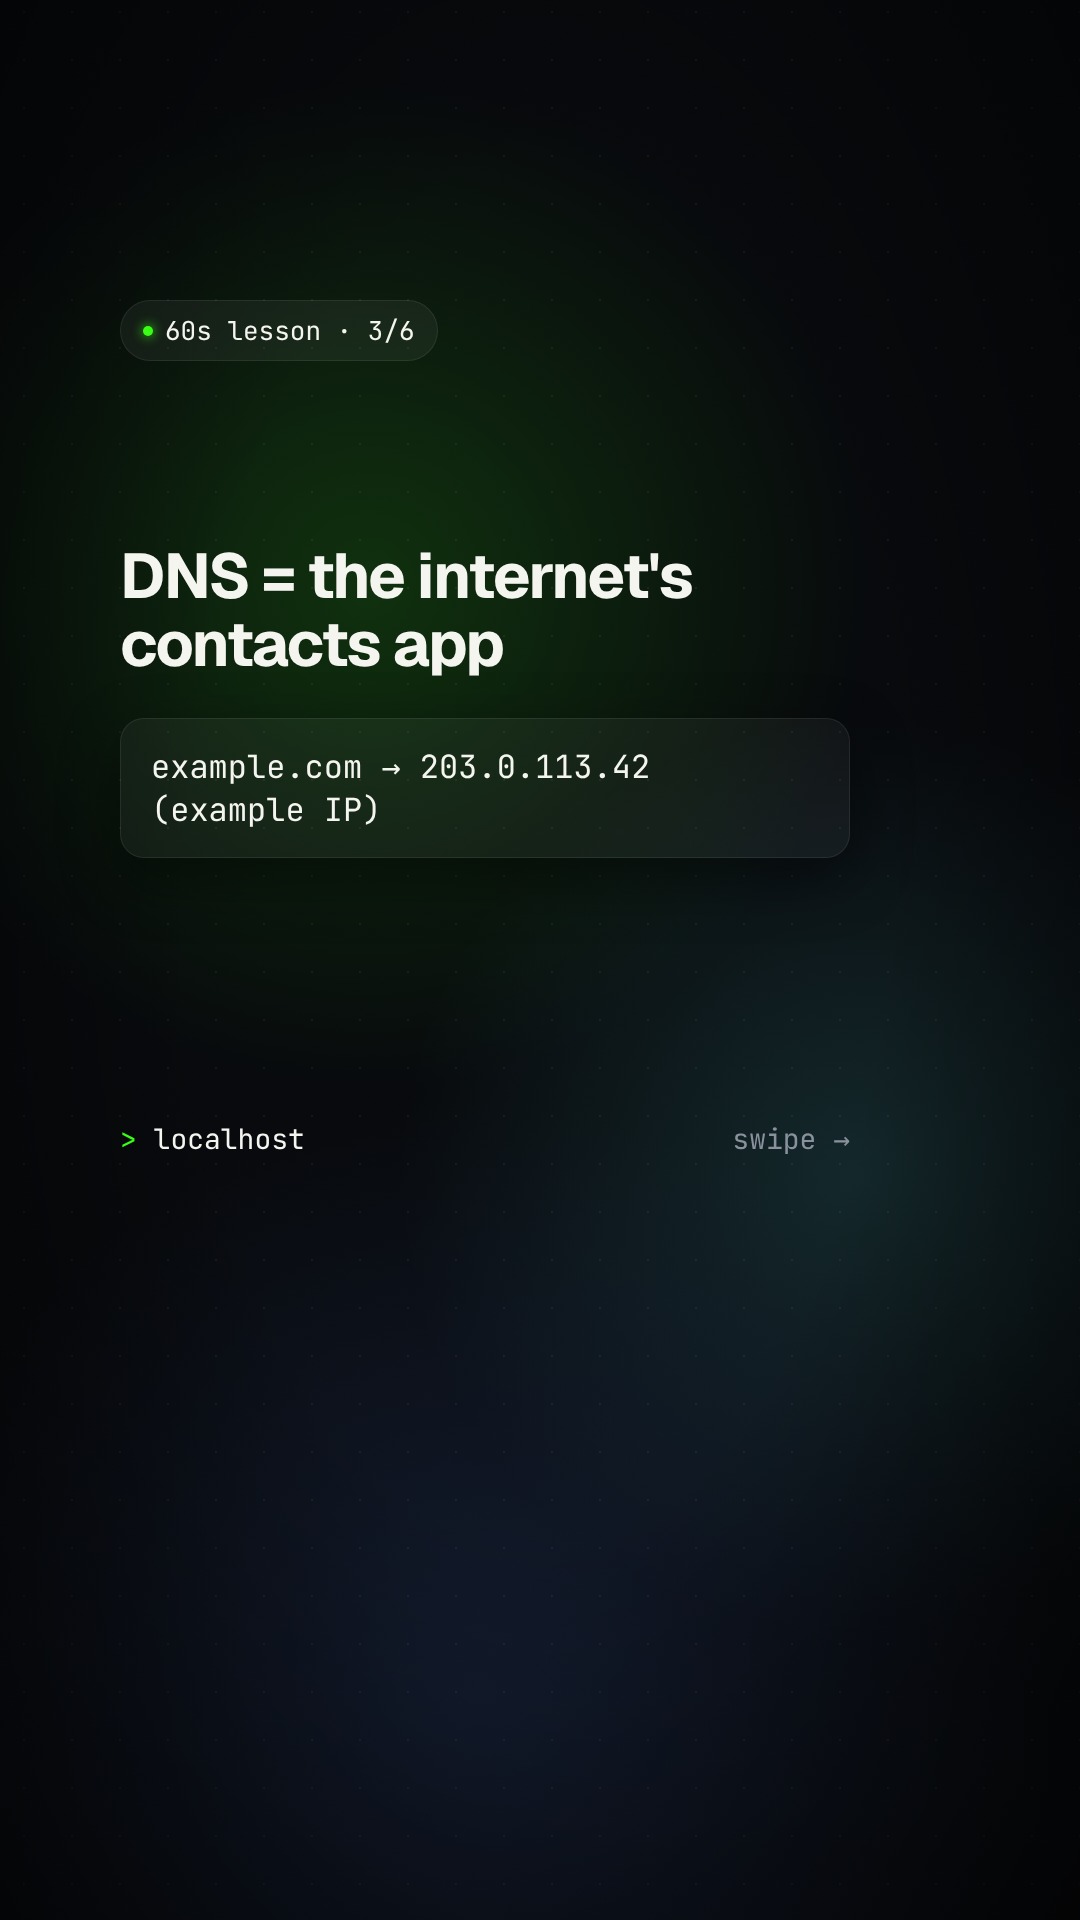 60s lesson · 3/6
DNS = the internet's
contacts app
example.com → 203.0.113.42
(example IP)
> localhost
swipe →